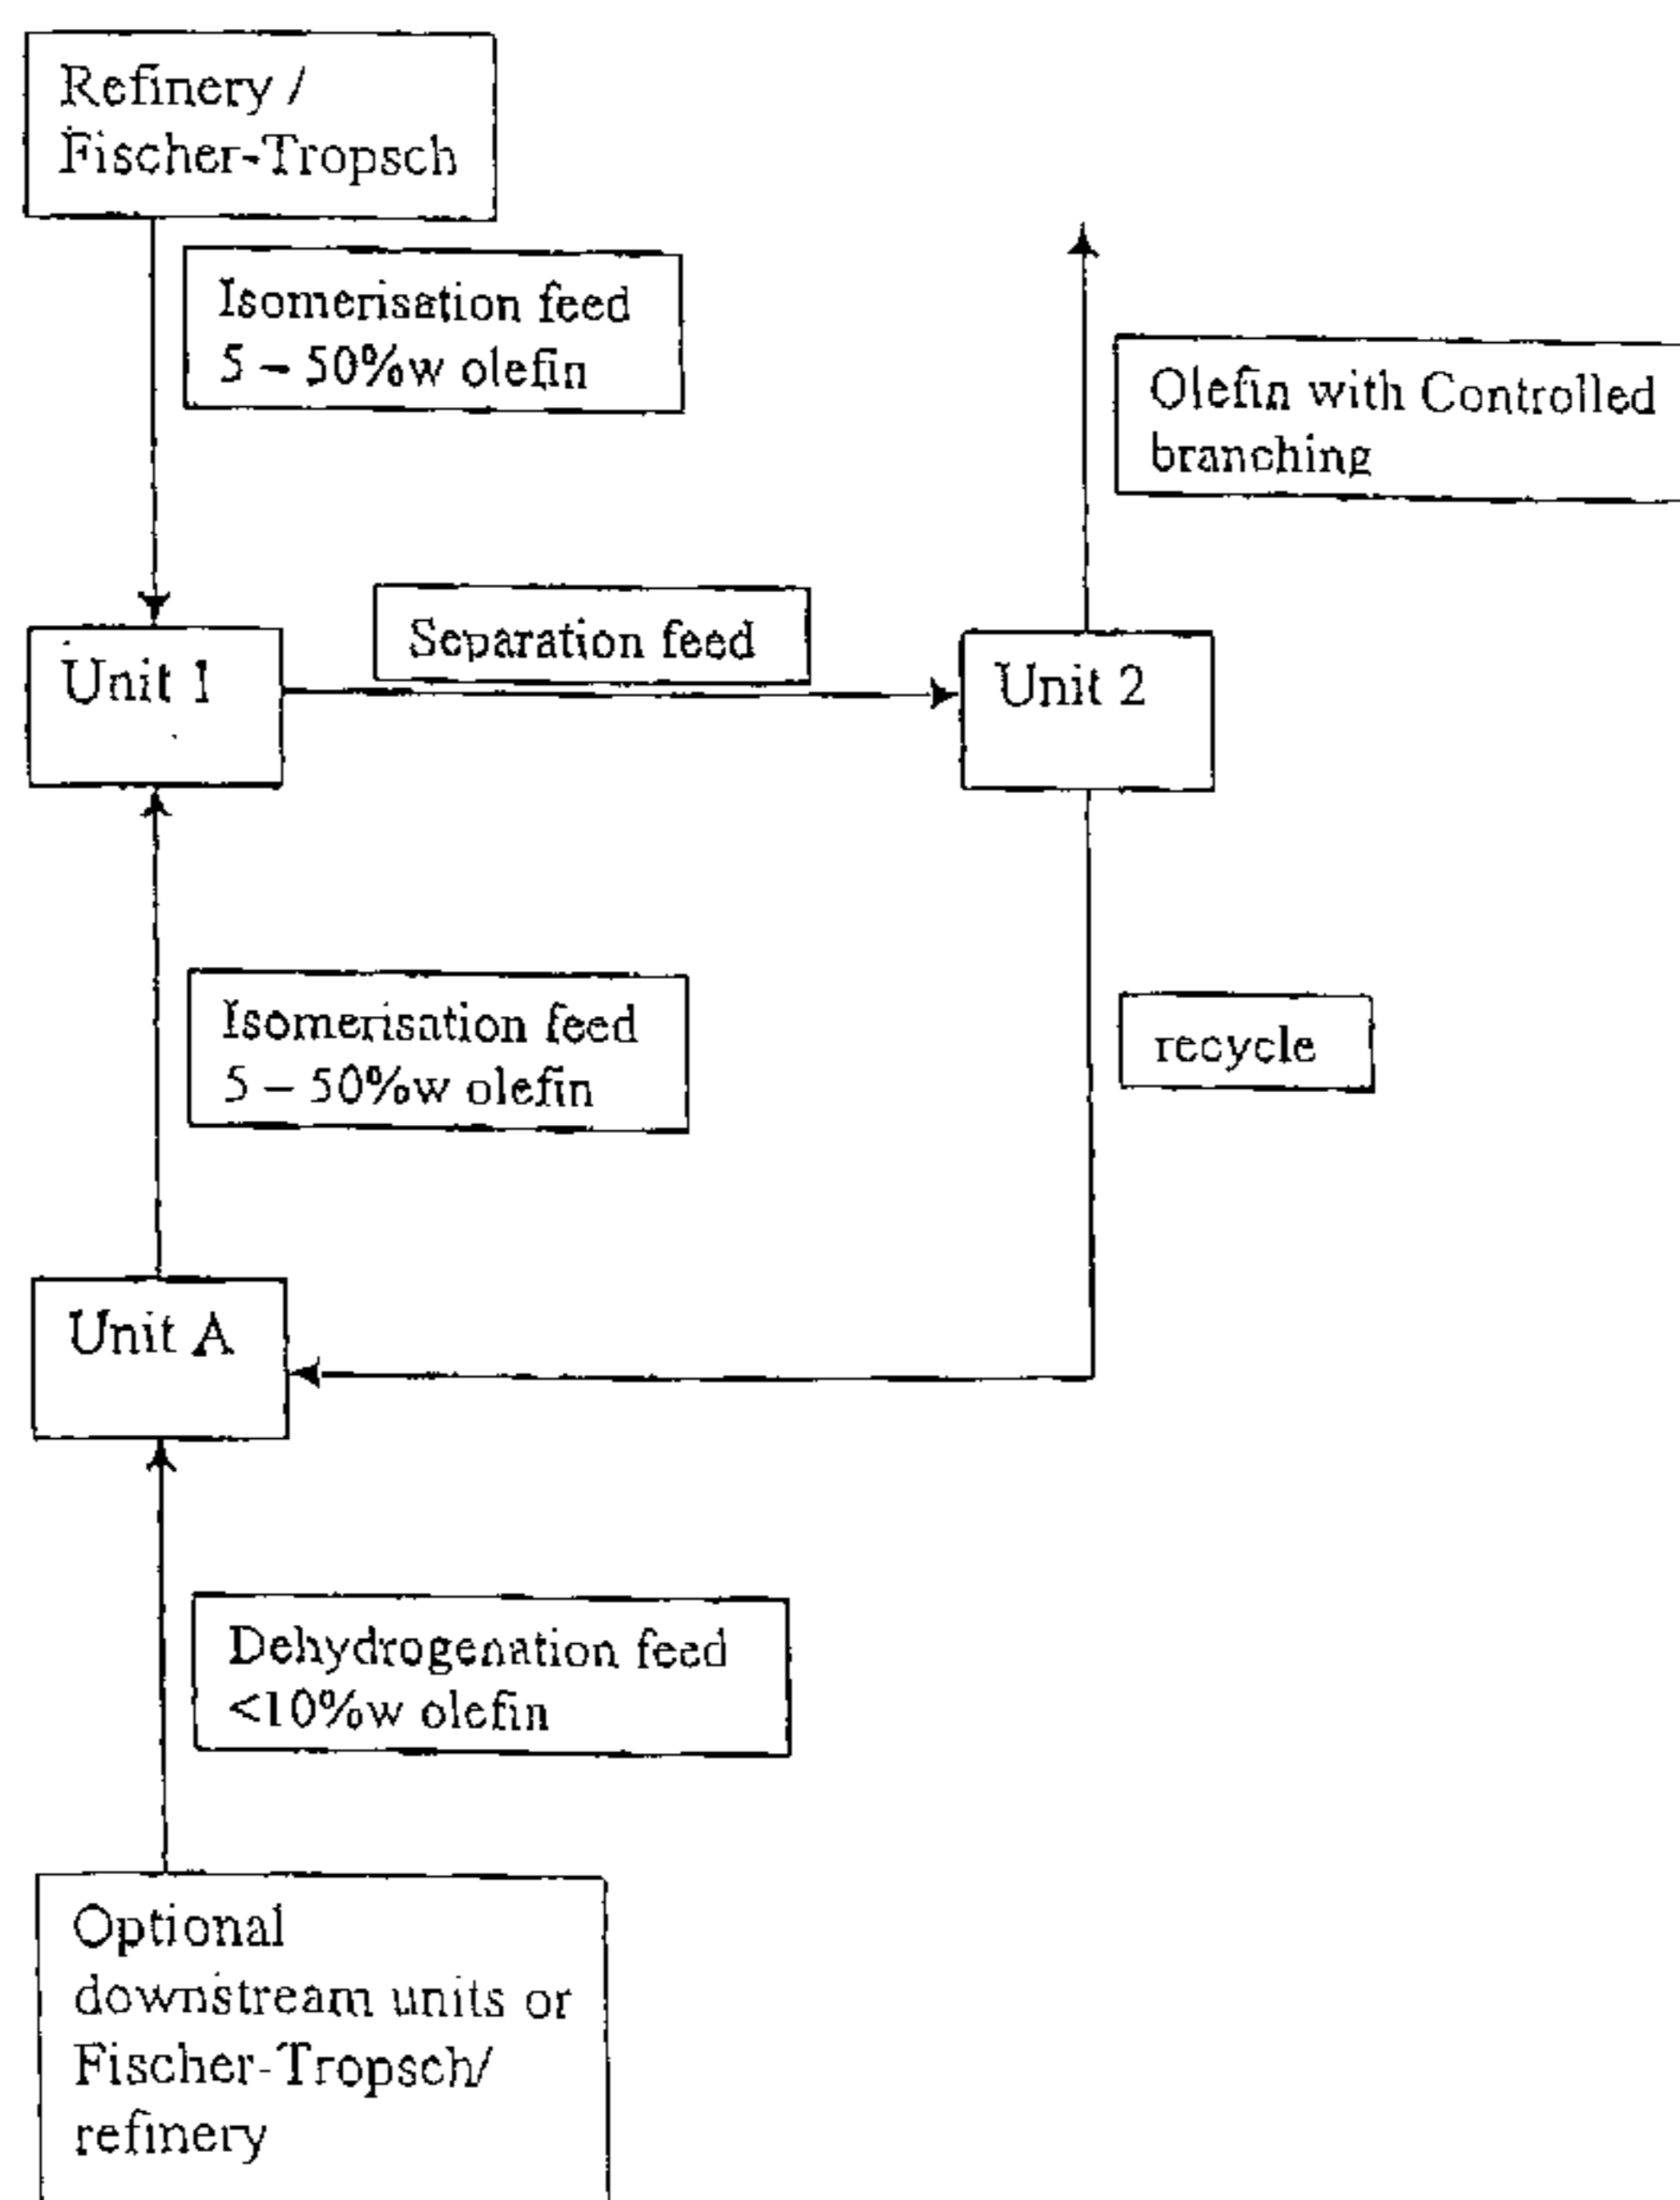 Refinery /
Fischer-Tropsch
Isomerisation feed
5 – 50%w olefin
Olefin with Controlled
branching
Separation feed
Unit 1
Unit 2
Isomerisation feed
5 – 50%w olefin
recycle
Unit A
Dehydrogenation feed
<10%w olefin
Optional
downstream units or
Fischer-Tropsch/
refinery